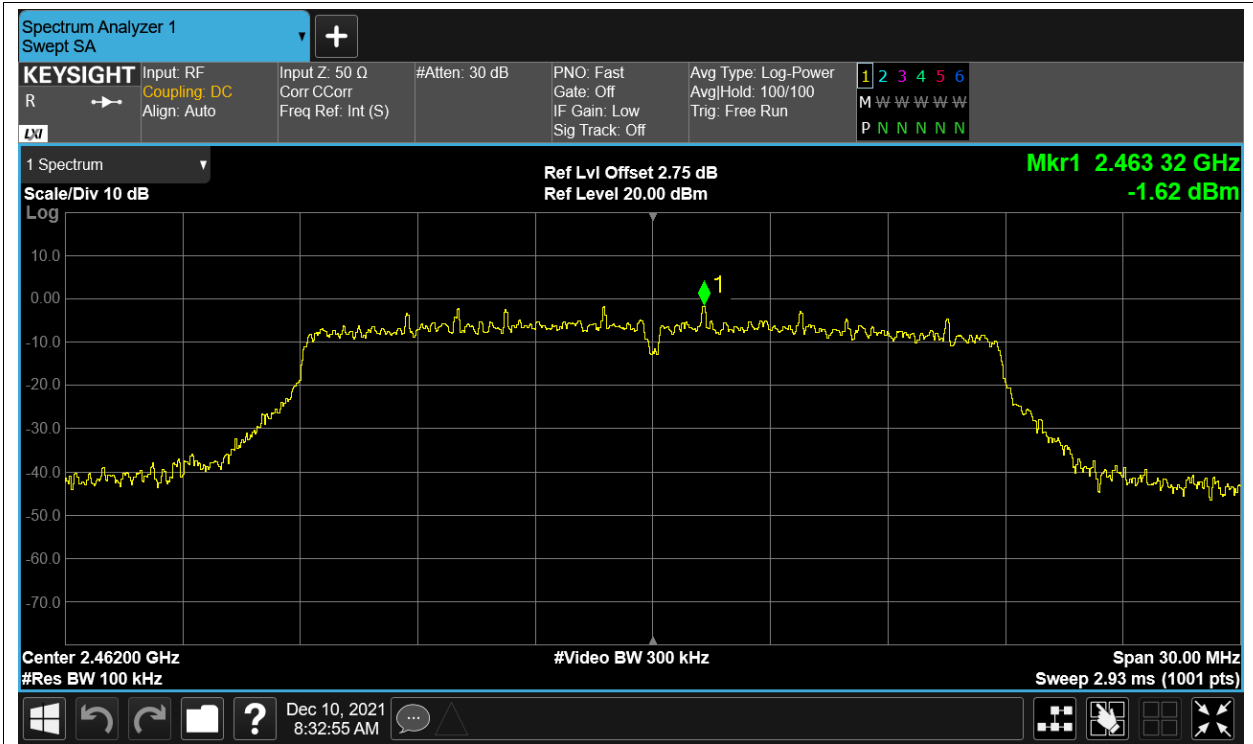 Spectrum Analyzer 1
Swept SA
KEYSIGHT
R
LXI
Input: RF
Coupling: DC
Align: Auto
Input Z: 50 Ω
Corr CCorr
Freq Ref: Int (S)
#Atten: 30 dB
PNO: Fast
Gate: Off
IF Gain: Low
Sig Track: Off
Avg Type: Log-Power
Avg|Hold: 100/100
Trig: Free Run
1 2 3 4 5 6
M W W W W W
P N N N N N
1 Spectrum
Scale/Div 10 dB
Log
Ref Lvl Offset 2.75 dB
Ref Level 20.00 dBm
Mkr1 2.463 32 GHz
-1.62 dBm
1
10.0
0.00
-10.0
-20.0
-30.0
-40.0
-50.0
-60.0
-70.0
Center 2.46200 GHz
#Res BW 100 kHz
#Video BW 300 kHz
Span 30.00 MHz
Sweep 2.93 ms (1001 pts)
?
Dec 10, 2021
8:32:55 AM